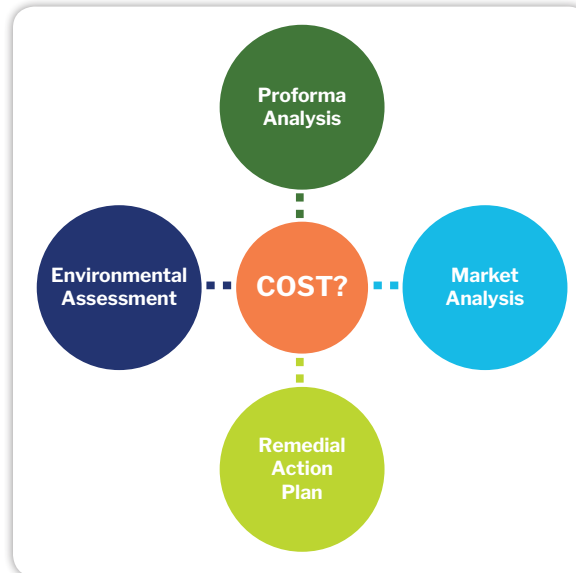 Proforma
Analysis
Environmental
Assessment
COST?
Market
Analysis
Remedial
Action
Plan